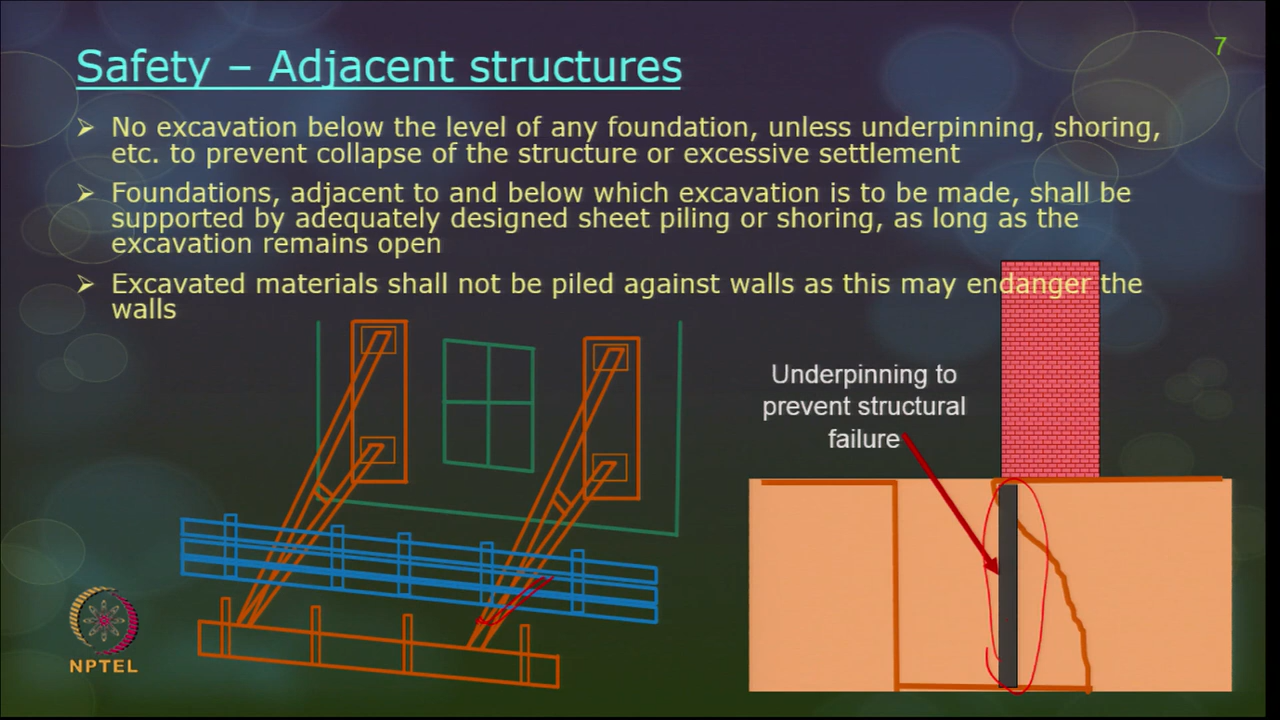 7
Safety – Adjacent structures
➢ No excavation below the level of any foundation, unless underpinning, shoring,
etc. to prevent collapse of the structure or excessive settlement
➢ Foundations, adjacent to and below which excavation is to be made, shall be
supported by adequately designed sheet piling or shoring, as long as the
excavation remains open
➢ Excavated materials shall not be piled against walls as this may endanger the
walls
Underpinning to
prevent structural
failure
NPTEL